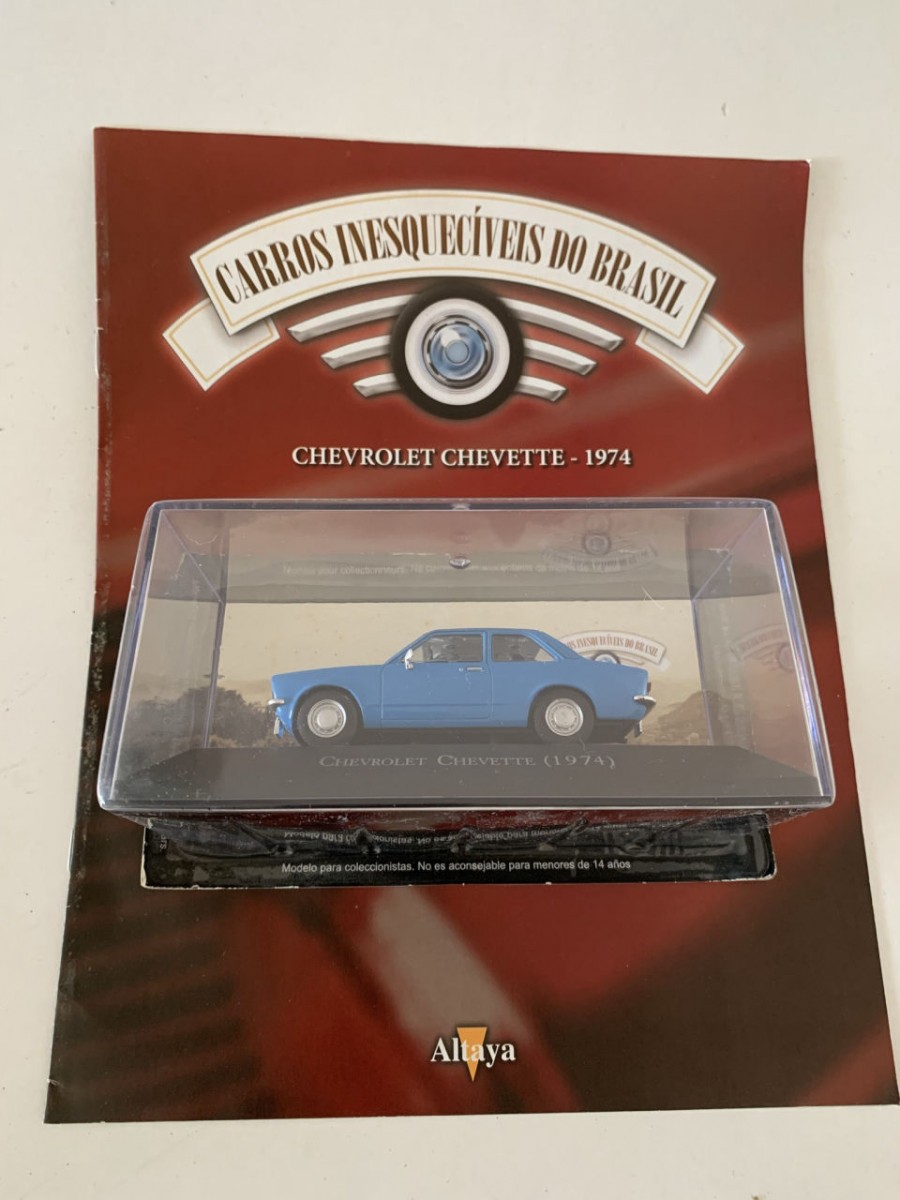 CARROS INESQUECÍVEIS DO BRASIL
CHEVROLET CHEVETTE - 1974
CHEVROLET CHEVETTE (1974)
Modelo para coleccionistas. No es aconsejable para menores de 14 años
Altaya